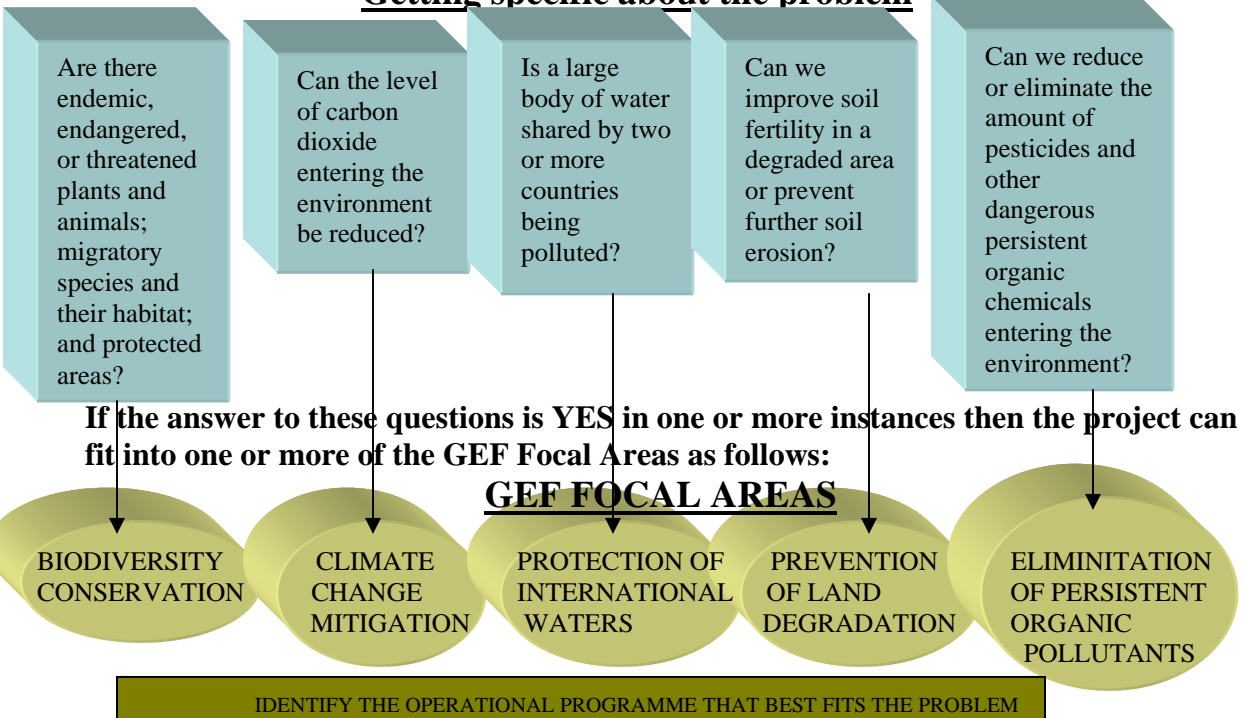 Getting specific about the problem
Are there
endemic,
endangered,
or threatened
plants and
animals;
migratory
species and
their habitat;
and protected
areas?
Can the level
of carbon
dioxide
entering the
environment
be reduced?
Is a large
body of water
shared by two
or more
countries
being
polluted?
Can we
improve soil
fertility in a
degraded area
or prevent
further soil
erosion?
Can we reduce
or eliminate the
amount of
pesticides and
other
dangerous
persistent
organic
chemicals
entering the
environment?
If the answer to these questions is YES in one or more instances then the project can
fit into one or more of the GEF Focal Areas as follows:
GEF FOCAL AREAS
BIODIVERSITY
CONSERVATION
CLIMATE
CHANGE
MITIGATION
PROTECTION OF
INTERNATIONAL
WATERS
PREVENTION
OF LAND
DEGRADATION
ELIMINITATION
OF PERSISTENT
ORGANIC
POLLUTANTS
IDENTIFY THE OPERATIONAL PROGRAMME THAT BEST FITS THE PROBLEM